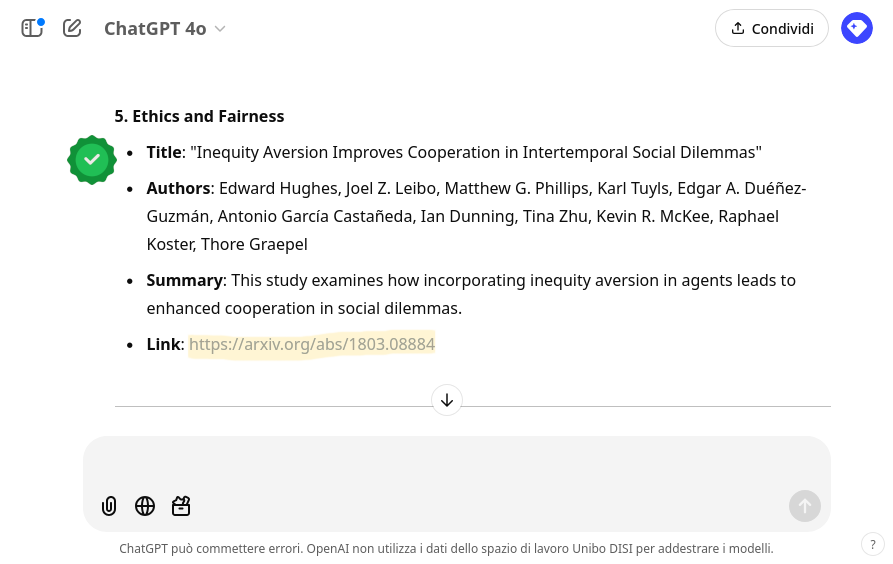 ChatGPT 4o
Condividi
5. Ethics and Fairness
• Title: "Inequity Aversion Improves Cooperation in Intertemporal Social Dilemmas"
• Authors: Edward Hughes, Joel Z. Leibo, Matthew G. Phillips, Karl Tuyls, Edgar A. Duéñez-
Guzmán, Antonio García Castañeda, Ian Dunning, Tina Zhu, Kevin R. McKee, Raphael
Koster, Thore Graepel
• Summary: This study examines how incorporating inequity aversion in agents leads to
enhanced cooperation in social dilemmas.
• Link: https://arxiv.org/abs/1803.08884
ChatGPT può commettere errori. OpenAI non utilizza i dati dello spazio di lavoro Unibo DISI per addestrare i modelli.
?